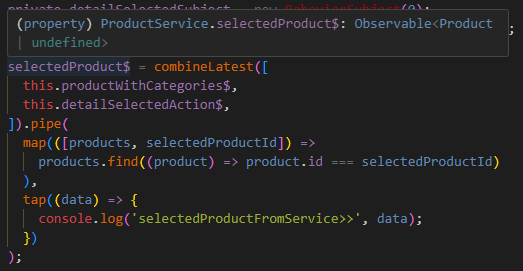 private detailSelectedSubject = new BehaviorSubject(0);
(property) ProductService.selectedProduct$: Observable<Product
| undefined>
;
selectedProduct$ = combineLatest([
this.productWithCategories$,
this.detailSelectedAction$,
]).pipe(
map(([products, selectedProductId]) =>
products.find((product) => product.id === selectedProductId)
),
tap((data) => {
console.log('selectedProductFromService>>', data);
})
);